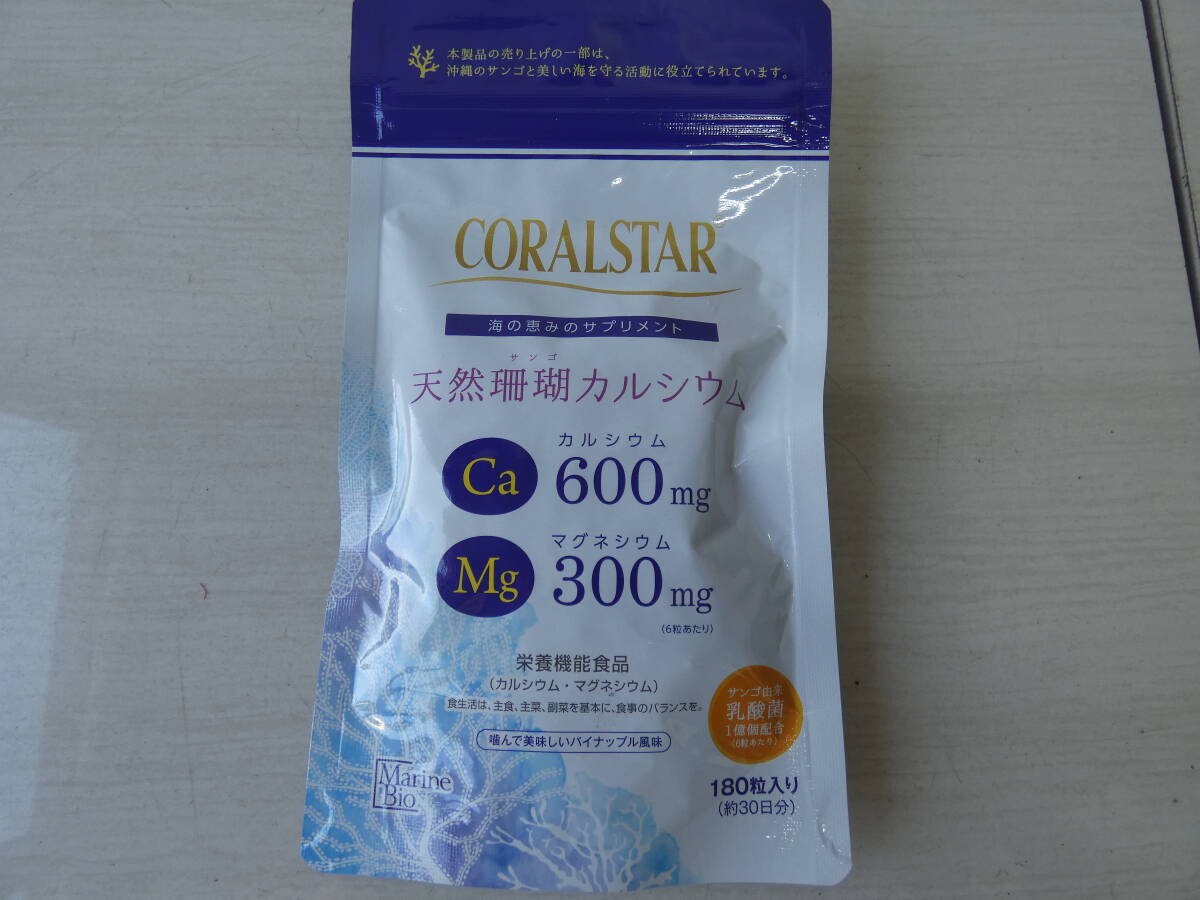 本製品の売り上げの一部は、
沖縄のサンゴと美しい海を守る活動に役立てられています。
CORALSTAR
海の恵みのサプリメント
サンゴ
天然珊瑚カルシウム
Ca
カルシウム
600mg
Mg
マグネシウム
300mg
(6粒あたり)
栄養機能食品
(カルシウム・マグネシウム)
食生活は、主食、主菜、副菜を基本に、食事のバランスを。
噛んで美味しいパイナップル風味
サンゴ由来
乳酸菌
1億個配合
(6粒あたり)
Marine
Bio
180粒入り
(約30日分)